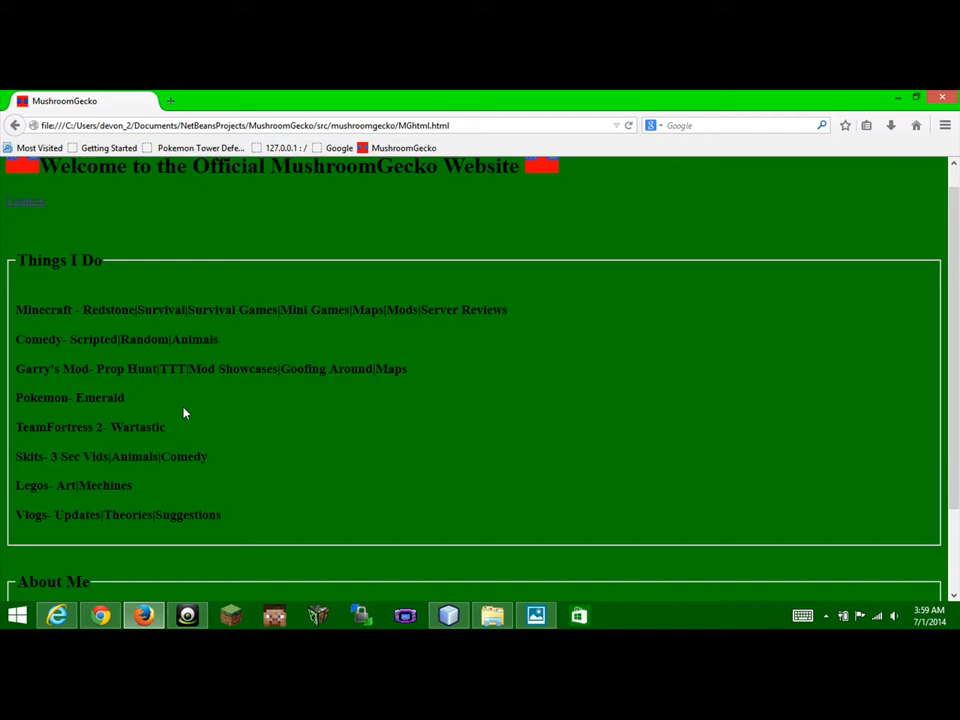 MushroomGecko
file:///C:/Users/devon_2/Documents/NetBeansProjects/MushroomGecko/src/mushroomgecko/MGhtml.html
Google
Most Visited
Getting Started
Pokemon Tower Defe...
127.0.0.1 : /
Google
MushroomGecko
Welcome to the Official MushroomGecko Website
Things I Do
Minecraft - Redstone|Survival|Survival Games|Mini Games|Maps|Mods|Server Reviews
Comedy- Scripted|Random|Animals
Garry's Mod- Prop Hunt|TTT|Mod Showcases|Goofing Around|Maps
Pokemon- Emerald
TeamFortress 2- Wartastic
Skits- 3 Sec Vids|Animals|Comedy
Legos- Art|Mechines
Vlogs- Updates|Theories|Suggestions
About Me
3:59 AM
7/1/2014